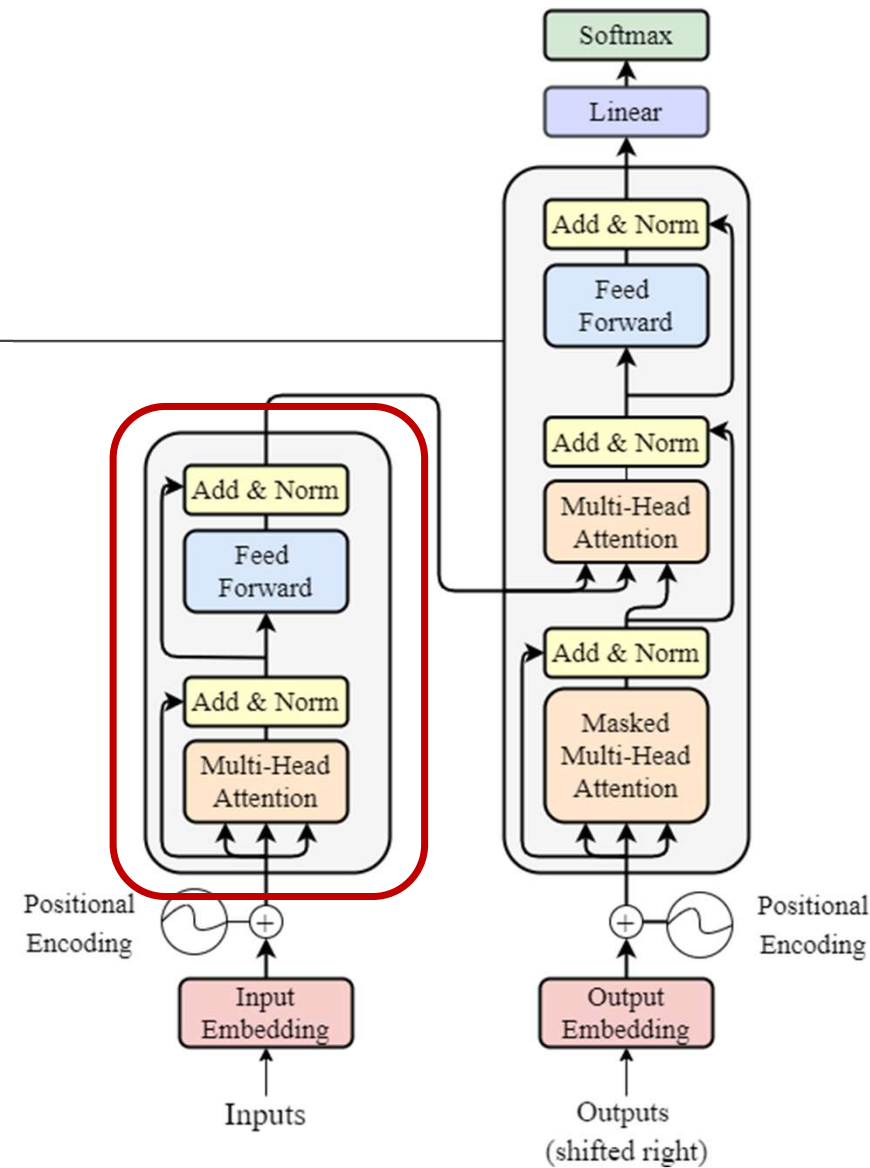 Softmax
Linear
Add & Norm
Feed
Forward
Add & Norm
Multi-Head
Attention
Add & Norm
Masked
Multi-Head
Attention
Add & Norm
Feed
Forward
Add & Norm
Multi-Head
Attention
Positional
Encoding
Positional
Encoding
Input
Embedding
Output
Embedding
Inputs
Outputs
(shifted right)